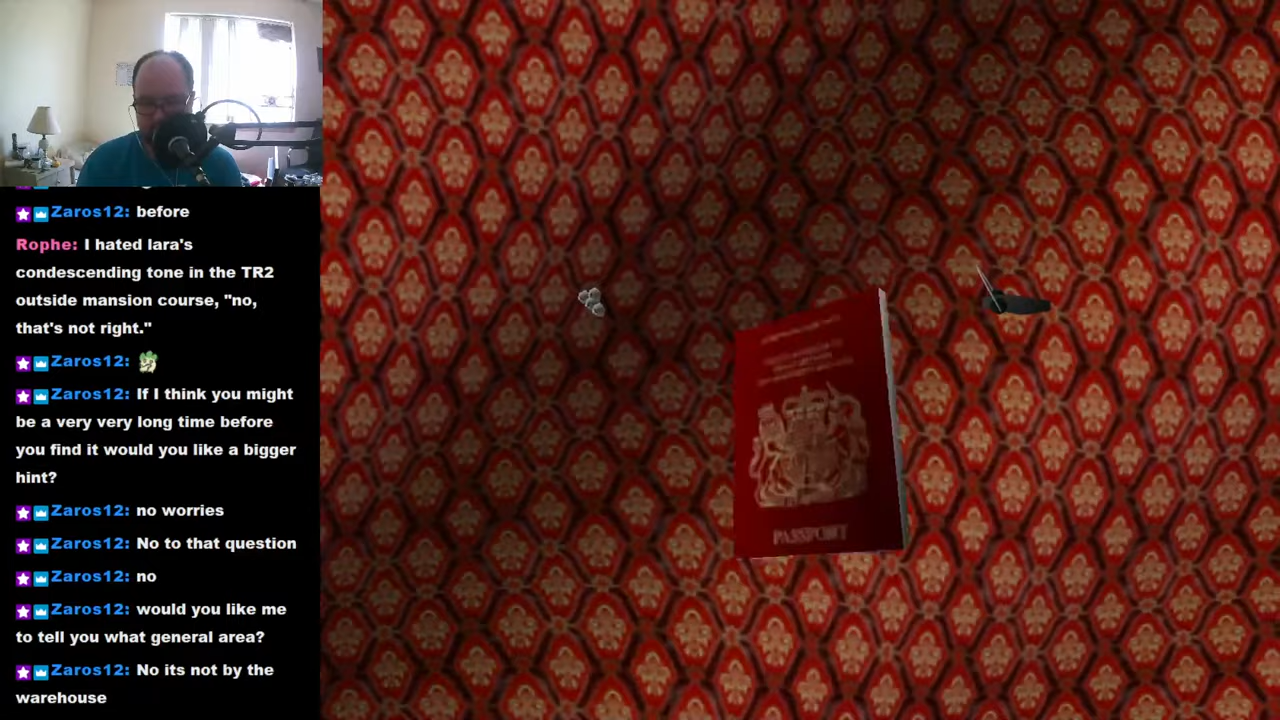 Zaros12: before
Rophe: I hated lara's
condescending tone in the TR2
outside mansion course, "no,
that's not right."
Zaros12:
Zaros12: If I think you might
be a very very long time before
you find it would you like a bigger
hint?
Zaros12: no worries
Zaros12: No to that question
Zaros12: no
Zaros12: would you like me
to tell you what general area?
Zaros12: No its not by the
warehouse
PASSPORT